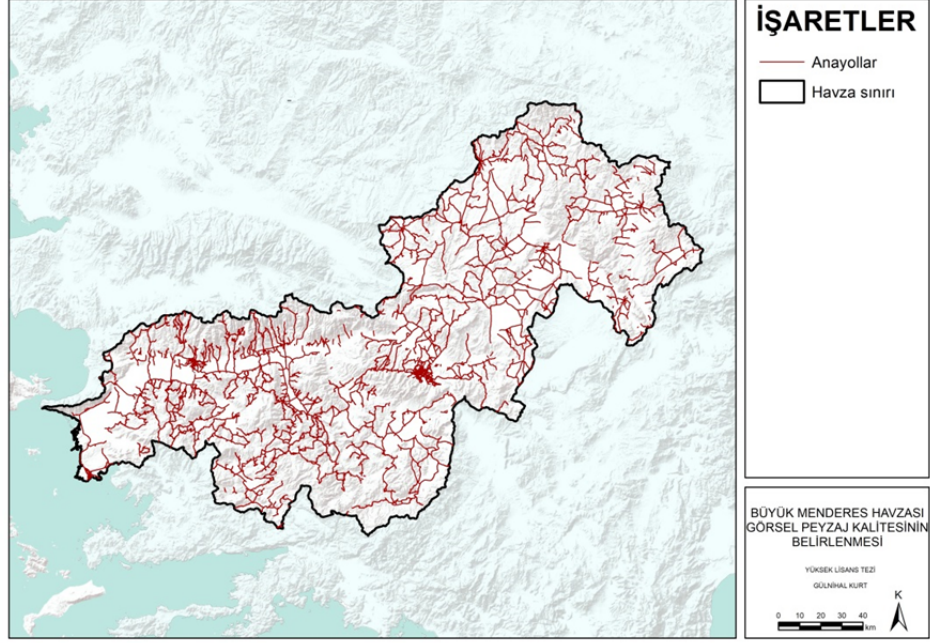 İŞARETLER
Anayollar
Havza sınırı
BÜYÜK MENDERES HAVZASI
GÖRSEL PEYZAJ KALİTESİNİN
BELİRLENMESİ
YÜKSEK LİSANS TEZİ
GÜLNİHAL KURT
K
0 10 20 30 40
km